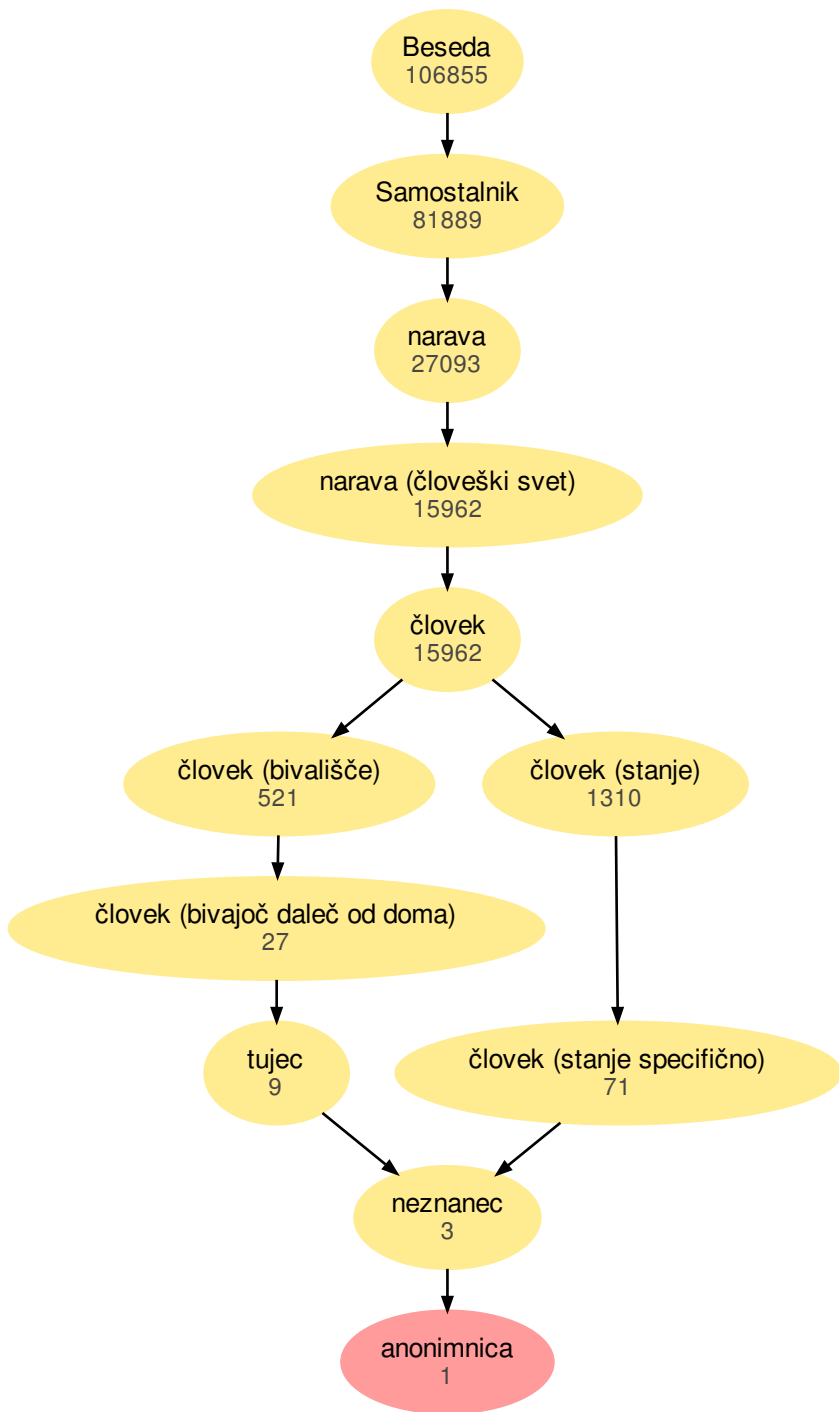 Beseda
106855
Samostalnik
81889
narava
27093
narava (človeški svet)
15962
človek
15962
človek (bivališče)
521
človek (stanje)
1310
človek (bivajoč daleč od doma)
27
tujec
9
človek (stanje specifično)
71
neznanec
3
anonimnica
1